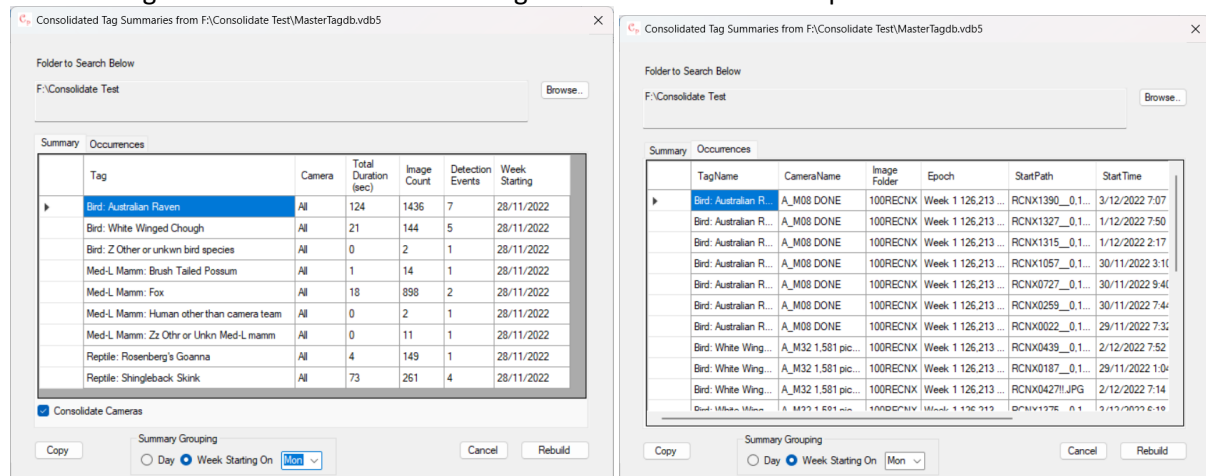 Consolidated Tag Summaries from F:\Consolidate Test\MasterTagdb.vdb5
Folder to Search Below
F:\Consolidate Test
Browse..
Summary Occurrences
Tag Camera Total Duration (sec) Image Count Detection Events Week Starting
Bird: Australian Raven All 124 1436 7 28/11/2022
Bird: White Winged Chough All 21 144 5 28/11/2022
Bird: Z Other or unkwn bird species All 0 2 1 28/11/2022
Med-L Mamm: Brush Tailed Possum All 1 14 1 28/11/2022
Med-L Mamm: Fox All 18 898 2 28/11/2022
Med-L Mamm: Human other than camera team All 0 2 1 28/11/2022
Med-L Mamm: Zz Othr or Unkn Med-L mamm All 0 11 1 28/11/2022
Reptile: Rosenberg's Goanna All 4 149 1 28/11/2022
Reptile: Shingleback Skink All 73 261 4 28/11/2022
Consolidate Cameras
Summary Grouping
Copy Day Week Starting On Mon Cancel Rebuild
Consolidated Tag Summaries from F:\Consolidate Test\MasterTagdb.vdb5
Folder to Search Below
F:\Consolidate Test
Browse..
Summary Occurrences
TagName CameraName Image Folder Epoch StartPath StartTime
Bird: Australian R... A_M08 DONE 100RECNX Week 1 126,213 ... RCNX1390__0,1... 3/12/2022 7:07
Bird: Australian R... A_M08 DONE 100RECNX Week 1 126,213 ... RCNX1327__0,1... 1/12/2022 7:50
Bird: Australian R... A_M08 DONE 100RECNX Week 1 126,213 ... RCNX1315__0,1... 1/12/2022 2:17
Bird: Australian R... A_M08 DONE 100RECNX Week 1 126,213 ... RCNX1057__0,1... 30/11/2022 3:10
Bird: Australian R... A_M08 DONE 100RECNX Week 1 126,213 ... RCNX0727__0,1... 30/11/2022 9:40
Bird: Australian R... A_M08 DONE 100RECNX Week 1 126,213 ... RCNX0259__0,1... 30/11/2022 7:44
Bird: Australian R... A_M08 DONE 100RECNX Week 1 126,213 ... RCNX0022__0,1... 29/11/2022 7:32
Bird: White Wing... A_M32 1,581 pic... 100RECNX Week 1 126,213 ... RCNX0439__0,1... 2/12/2022 7:52
Bird: White Wing... A_M32 1,581 pic... 100RECNX Week 1 126,213 ... RCNX0187__0,1... 29/11/2022 1:04
Bird: White Wing... A_M32 1,581 pic... 100RECNX Week 1 126,213 ... RCNX0427!!.JPG 2/12/2022 7:14
Summary Grouping
Copy Day Week Starting On Mon Cancel Rebuild